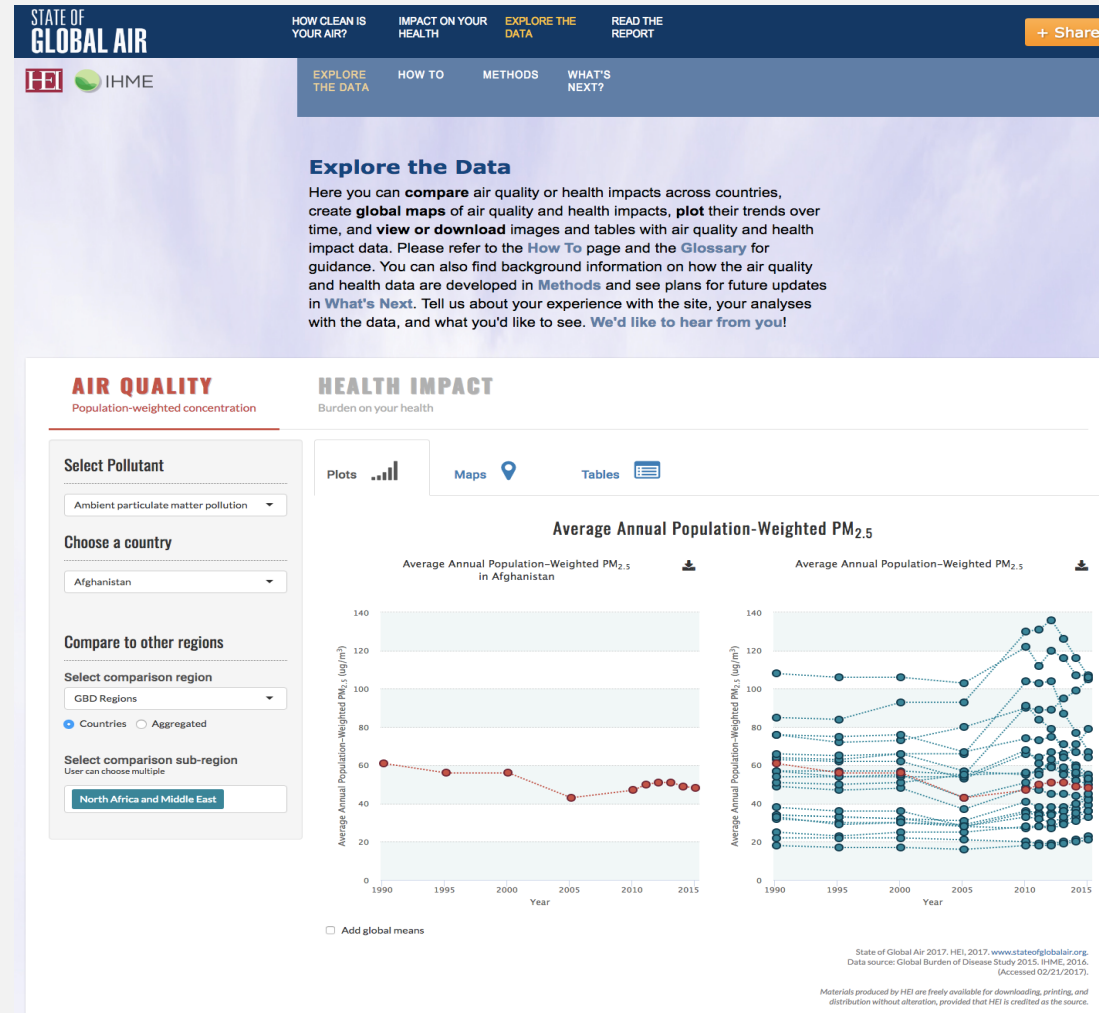 STATE OF
GLOBAL AIR
HOW CLEAN IS
YOUR AIR?
IMPACT ON YOUR
HEALTH
EXPLORE THE
DATA
READ THE
REPORT
+ Share
HEI
IHME
EXPLORE
THE DATA
HOW TO
METHODS
WHAT'S
NEXT?
Explore the Data
Here you can compare air quality or health impacts across countries,
create global maps of air quality and health impacts, plot their trends over
time, and view or download images and tables with air quality and health
impact data. Please refer to the How To page and the Glossary for
guidance. You can also find background information on how the air quality
and health data are developed in Methods and see plans for future updates
in What's Next. Tell us about your experience with the site, your analyses
with the data, and what you'd like to see. We'd like to hear from you!
AIR QUALITY
Population-weighted concentration
HEALTH IMPACT
Burden on your health
Select Pollutant
Ambient particulate matter pollution
Choose a country
Afghanistan
Compare to other regions
Select comparison region
GBD Regions
Countries
Aggregated
Select comparison sub-region
User can choose multiple
North Africa and Middle East
Plots
Maps
Tables
Average Annual Population-Weighted PM2.5
Average Annual Population-Weighted PM2.5
in Afghanistan
Average Annual Population-Weighted PM2.5 (ug/m³)
140
120
100
80
60
40
20
0
1990 1995 2000 2005 2010 2015
Year
Average Annual Population-Weighted PM2.5
Average Annual Population-Weighted PM2.5 (ug/m³)
140
120
100
80
60
40
20
0
1990 1995 2000 2005 2010 2015
Year
Add global means
State of Global Air 2017. HEI, 2017. www.stateofglobalair.org.
Data source: Global Burden of Disease Study 2015. IHME, 2016.
(Accessed 02/21/2017).
Materials produced by HEI are freely available for downloading, printing, and
distribution without alteration, provided that HEI is credited as the source.